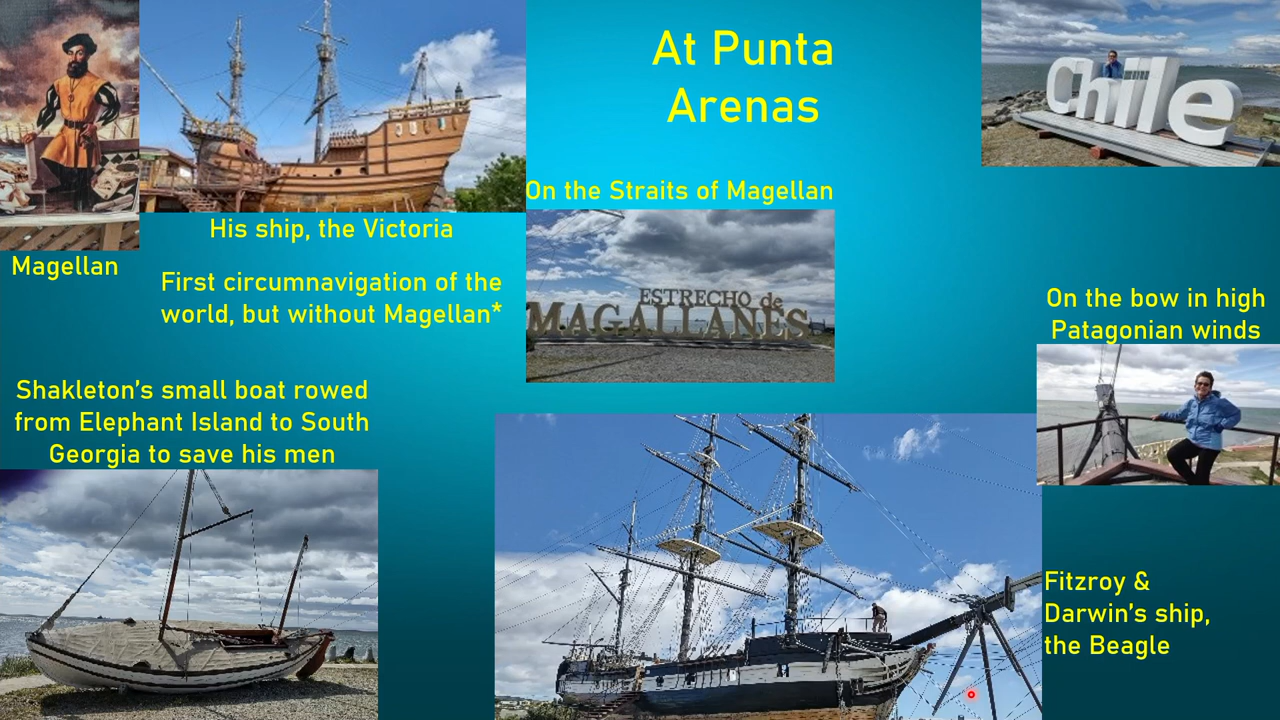 At Punta
Arenas
Chile
On the Straits of Magellan
His ship, the Victoria
Magellan
First circumnavigation of the
world, but without Magellan*
ESTRECHO de
MAGALLANES
On the bow in high
Patagonian winds
Shakleton's small boat rowed
from Elephant Island to South
Georgia to save his men
Fitzroy &
Darwin's ship,
the Beagle